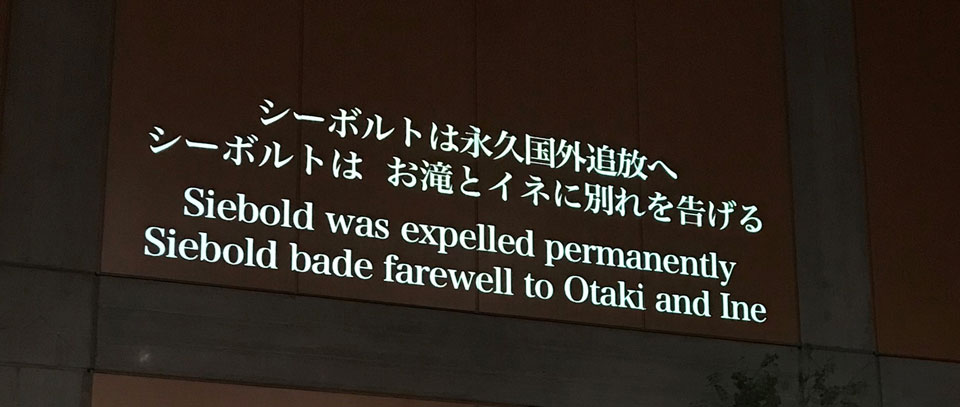 シーボルトは永久国外追放へ
シーボルトは お滝とイネに別れを告げる
Siebold was expelled permanently
Siebold bade farewell to Otaki and Ine